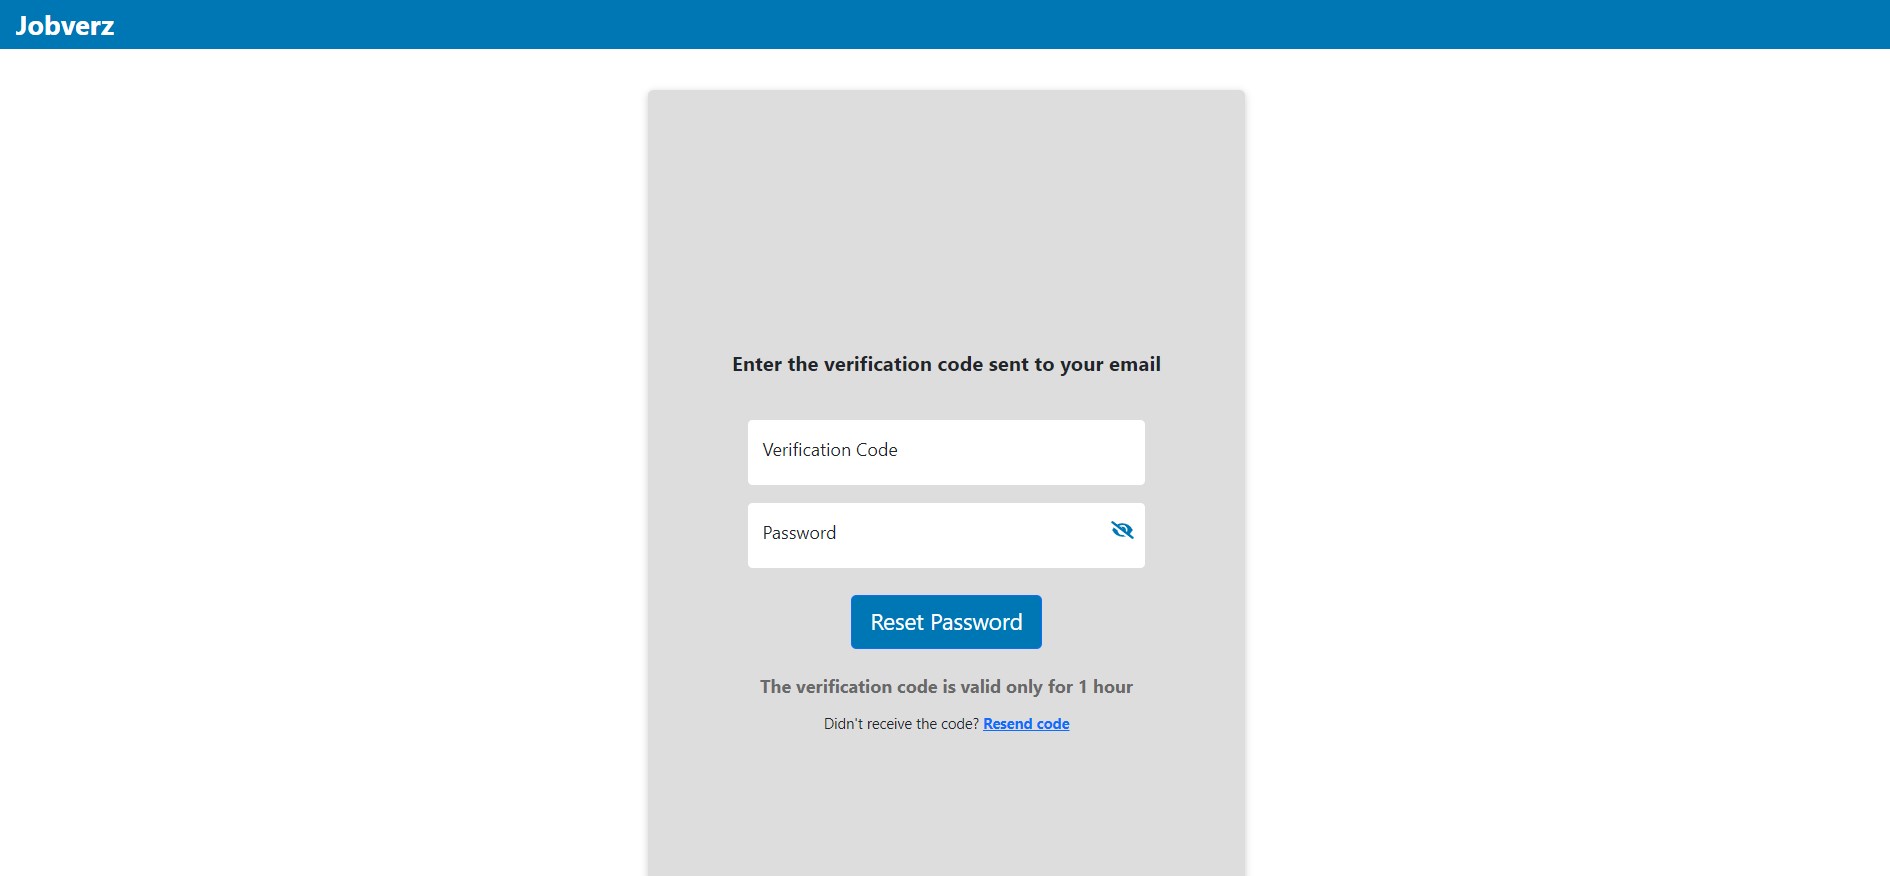 Jobverz
Enter the verification code sent to your email
Verification Code
Password
Reset Password
The verification code is valid only for 1 hour
Didn't receive the code? Resend code